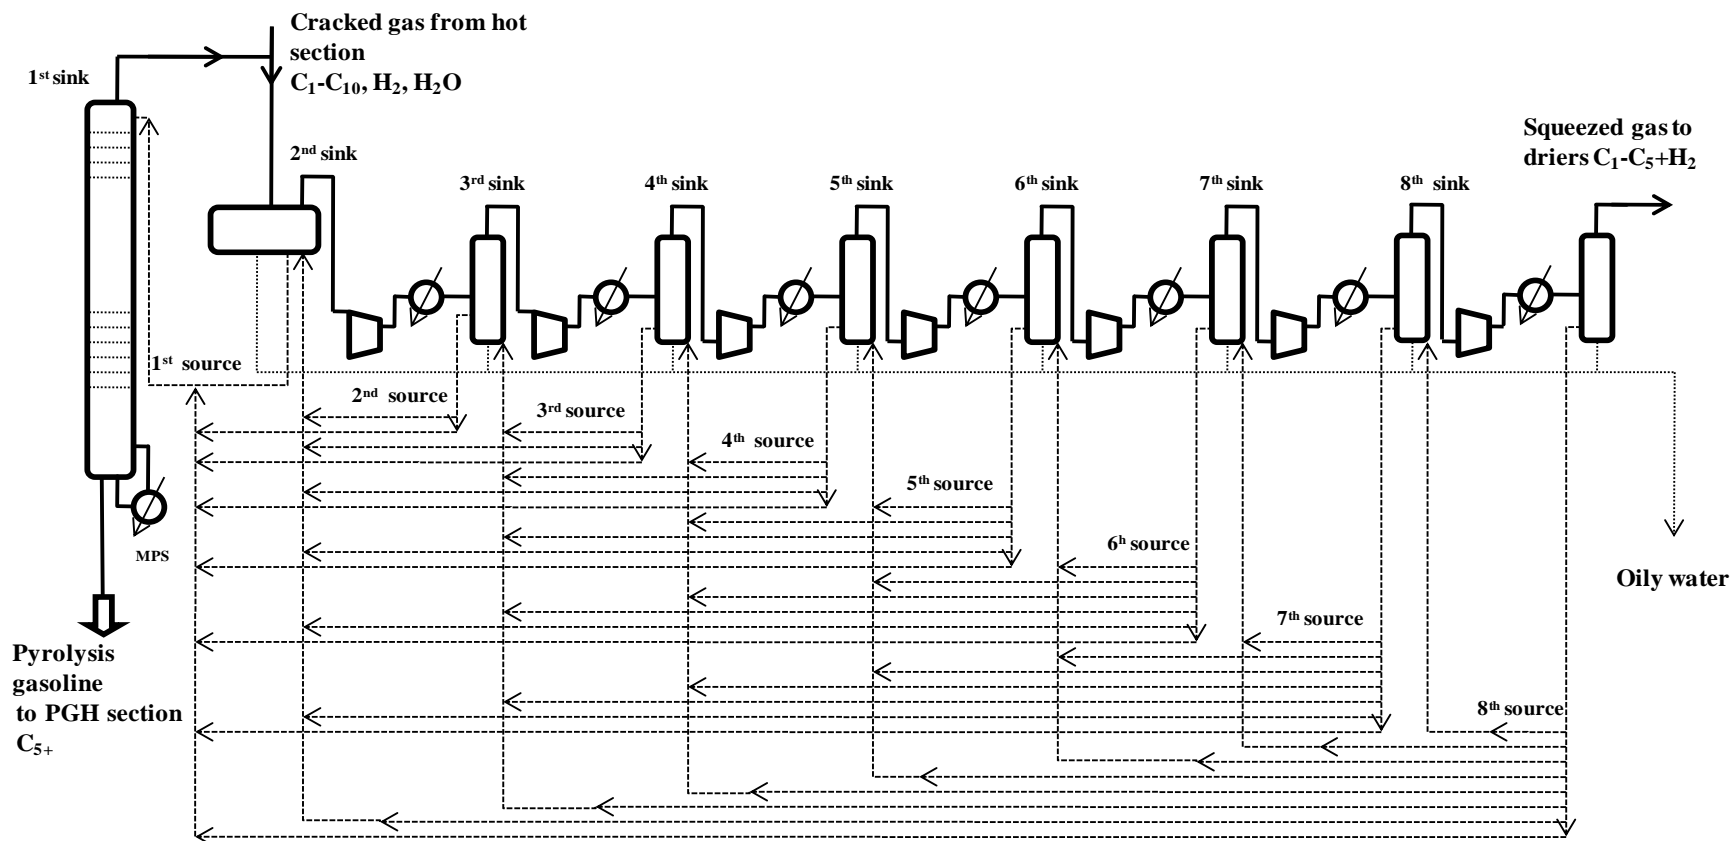 Cracked gas from hot
section
C₁-C₁₀, H₂, H₂O
1st sink
2nd sink
3rd sink
4th sink
5th sink
6th sink
7th sink
8th sink
Squeezed gas to
driers C₁-C₅+H₂
1st source
2nd source
3rd source
4th source
5th source
6h source
7th source
8th source
MPS
Oily water
Pyrolysis
gasoline
to PGH section
C₅₊